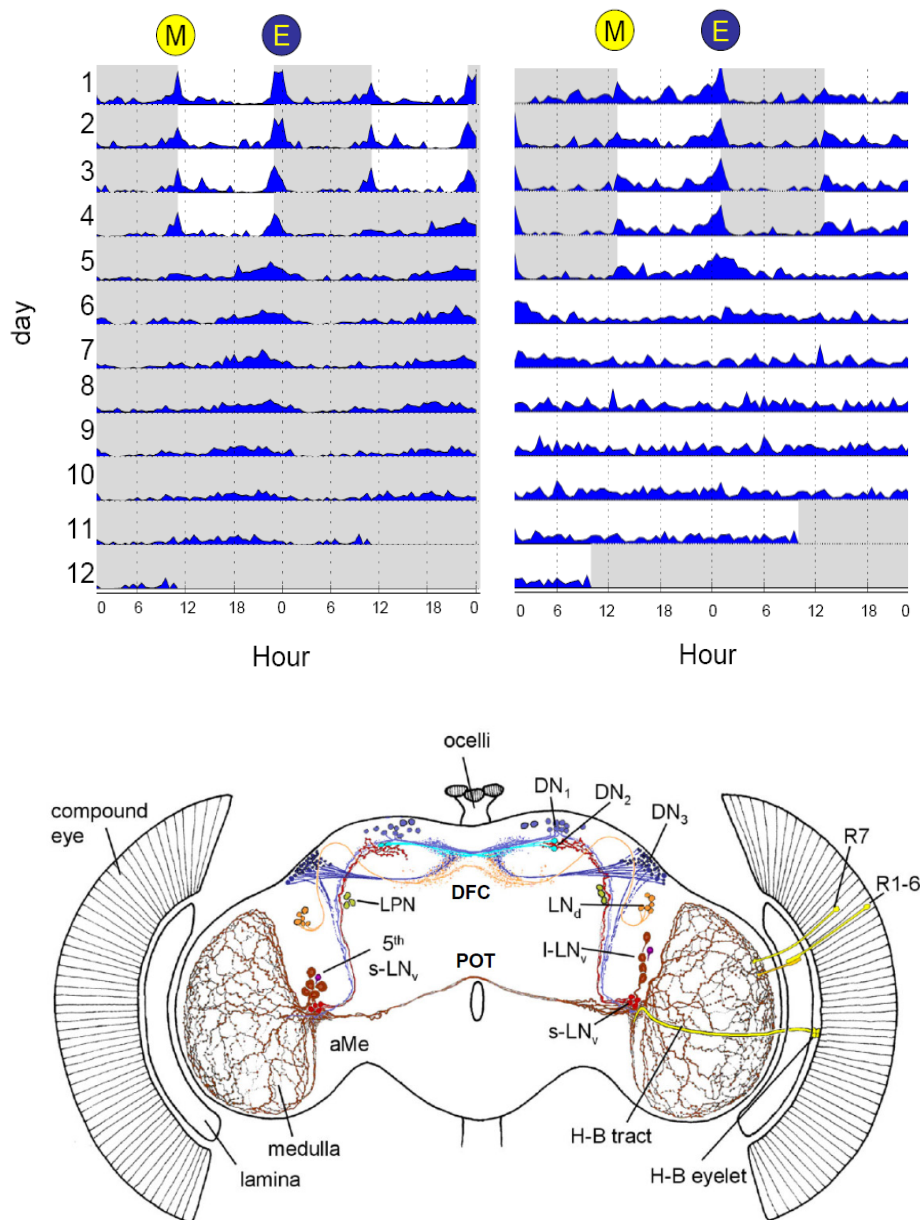 M E M E
1
2
3
4
5
6
7
8
9
10
11
12
day
0 6 12 18 0 6 12 18 0 0 6 12 18 0 6 12 18 0
Hour Hour
ocelli
compound
eye
DN1
DN2
DN3
R7
R1-6
LPN
DFC
LNd
5th
s-LNv
POT
l-LNv
s-LNv
aMe
medulla
lamina
H-B tract
H-B eyelet